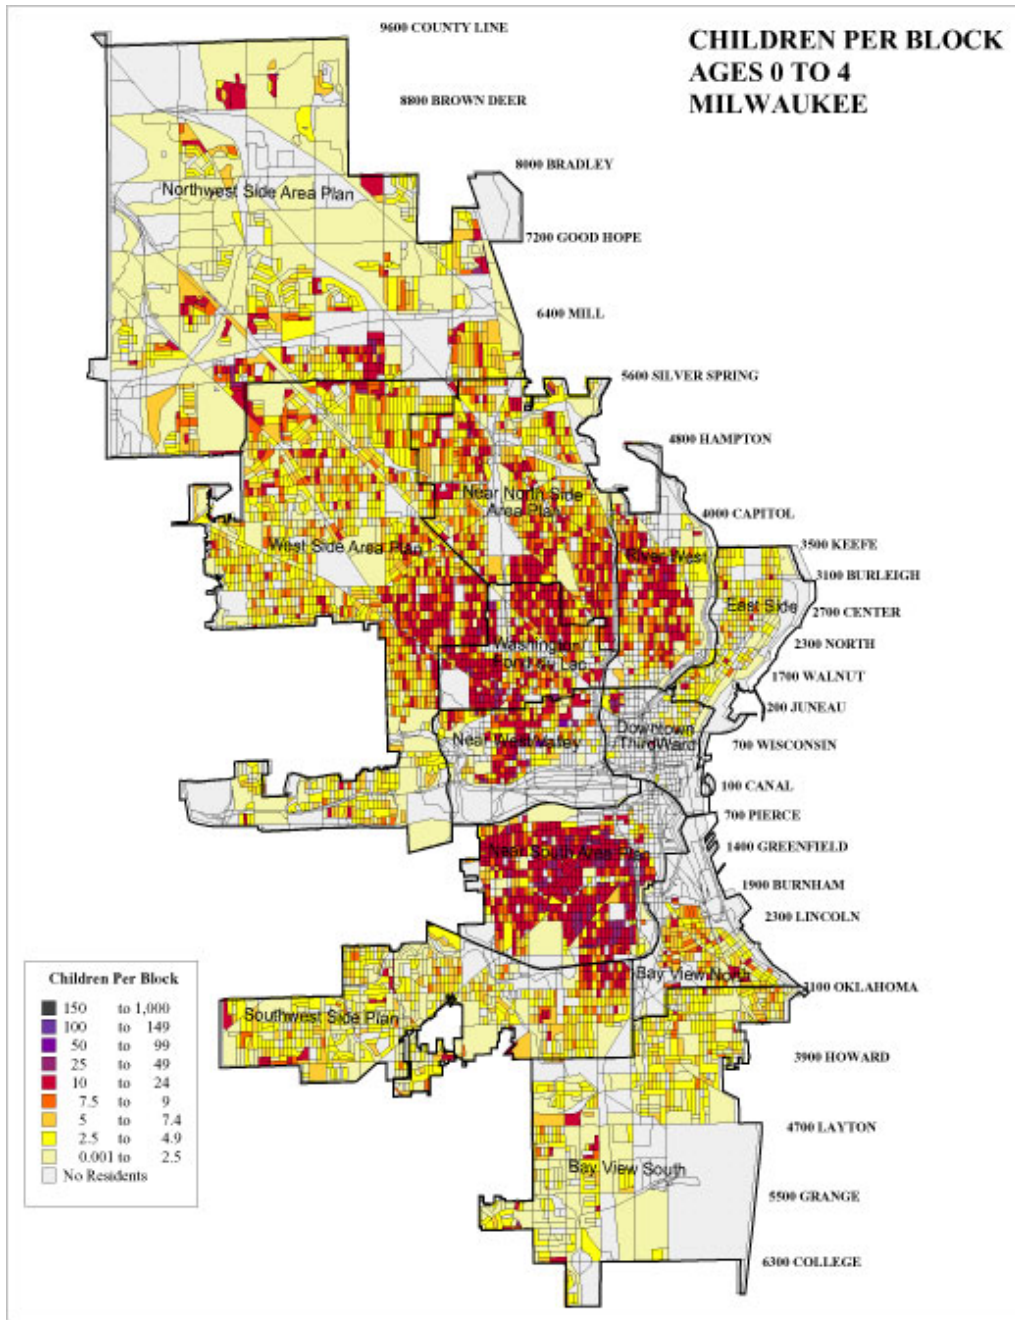 9600 COUNTY LINE
CHILDREN PER BLOCK
AGES 0 TO 4
MILWAUKEE
8800 BROWN DEER
8000 BRADLEY
Northwest Side Area Plan
7200 GOOD HOPE
6400 MILL
5600 SILVER SPRING
4800 HAMPTON
Near North Side
Area Plan
4000 CAPITOL
West Side Area Plan
River West
3500 KEEFE
3100 BURLEIGH
East Side
2700 CENTER
2300 NORTH
Washington
Fond du Lac
1700 WALNUT
200 JUNEAU
Downtown
Third Ward
Near West Valley
700 WISCONSIN
100 CANAL
700 PIERCE
1400 GREENFIELD
Near South Area Plan
1900 BURNHAM
2300 LINCOLN
Bay View North
3100 OKLAHOMA
Southwest Side Plan
3900 HOWARD
4700 LAYTON
Bay View South
5500 GRANGE
6300 COLLEGE
Children Per Block
150 to 1,000
100 to 149
50 to 99
25 to 49
10 to 24
7.5 to 9
5 to 7.4
2.5 to 4.9
0.001 to 2.5
No Residents